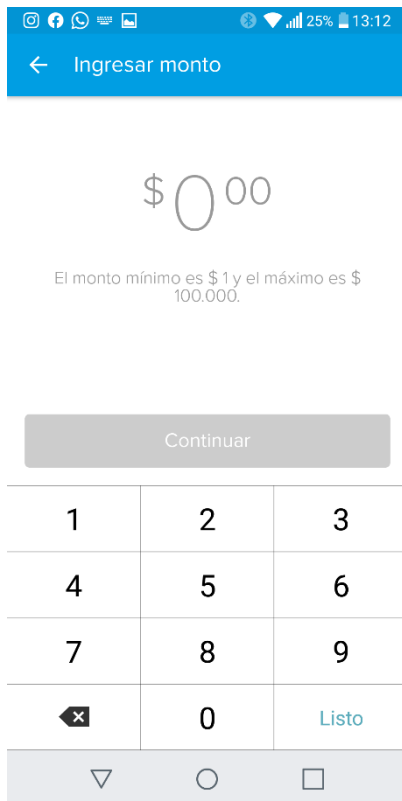 25% 13:12
Ingresar monto
$ 0 00
El monto mínimo es $ 1 y el máximo es $
100.000.
Continuar
1 2 3
4 5 6
7 8 9
0 Listo